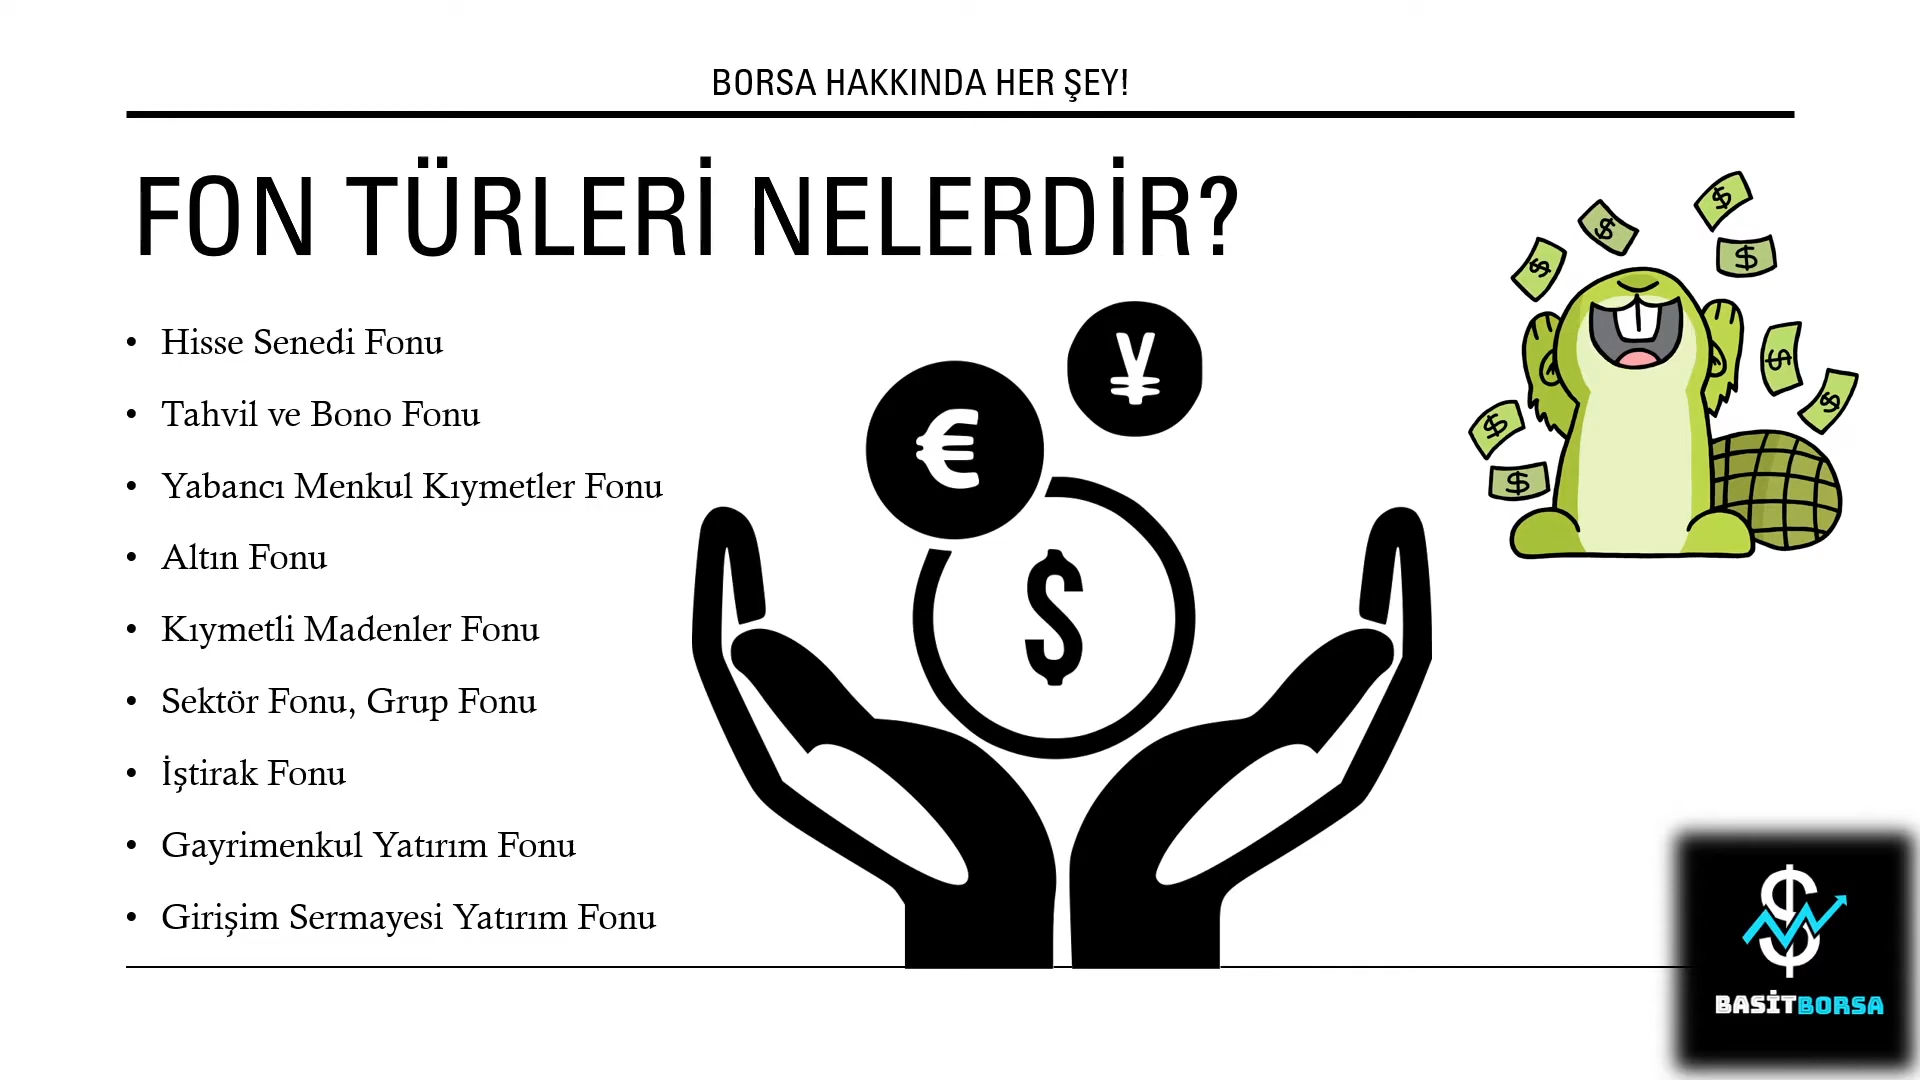 BORSA HAKKINDA HER ŞEY!
FON TÜRLERİ NELERDİR?
• Hisse Senedi Fonu
• Tahvil ve Bono Fonu
• Yabancı Menkul Kıymetler Fonu
• Altın Fonu
• Kıymetli Madenler Fonu
• Sektör Fonu, Grup Fonu
• İştirak Fonu
• Gayrimenkul Yatırım Fonu
• Girişim Sermayesi Yatırım Fonu
¥
€
$
$
$
$
$
$
$
$
$
$
BASİTBORSA